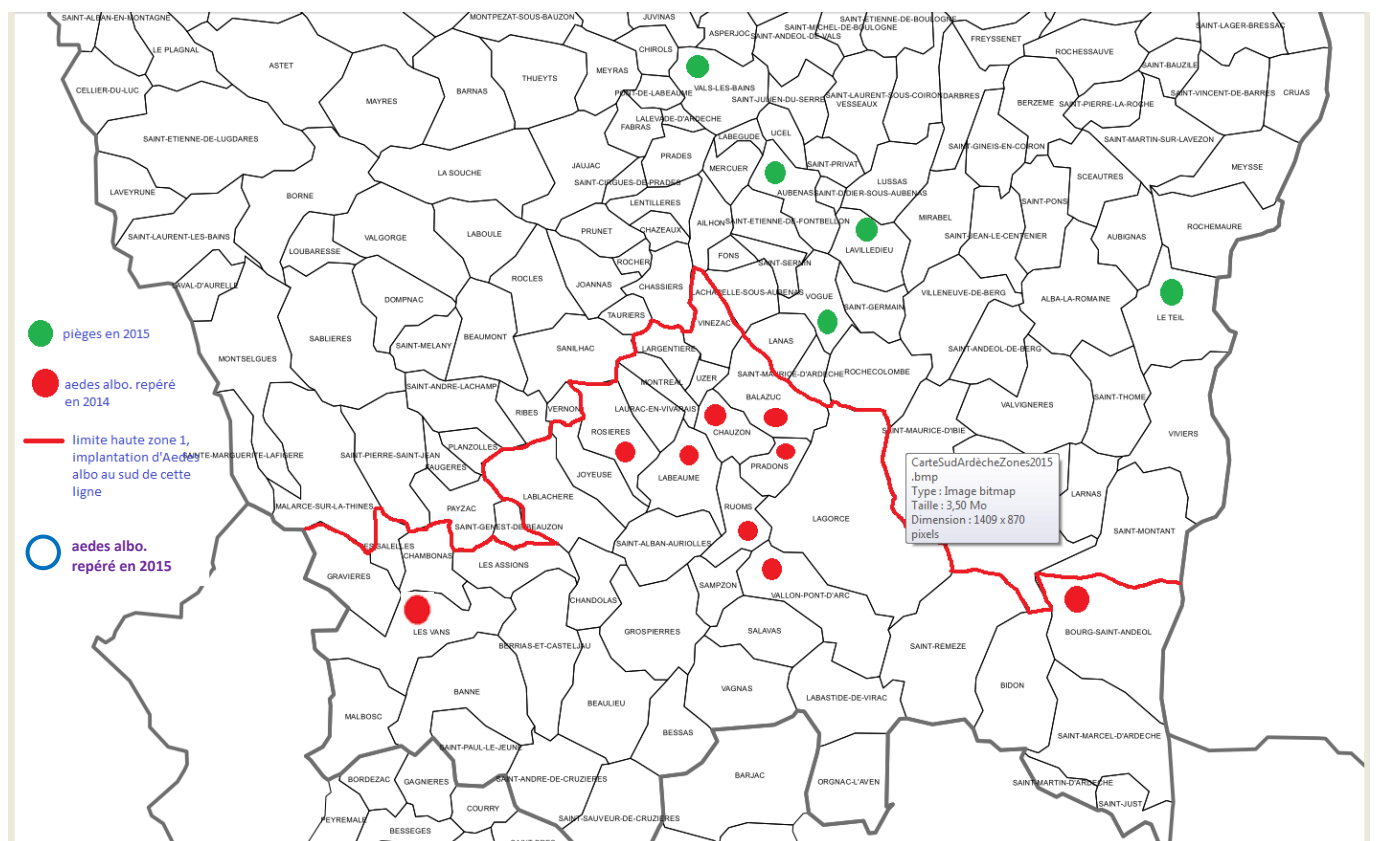 SAINT-ALBAN-EN-MONTAGNE
MONTPEZAT-SOUS-BAUZON
JUVINAS
SAINT-ETIENNE-DE-BOULOGNE
SAINT-MICHEL-DE-BOULOGNE
SAINT-LAGER-BRESSAC
ASPERJOC
SAINT-ANDEOL-DE-VALS
FREYSSENET
LE PLAGNAL
CHIROLS
ROCHESSAUVE
ASTET
MEYRAS
SAINT-BAUZILE
THUEYTS
CELLIER-DU-LUC
BARNAS
PONT-DE-LABEAUME
VALS-LES-BAINS
SAINT-LAURENT-SOUS-COIRON
DARBRES
SAINT-VINCENT-DE-BARRES
CRUAS
MAYRES
SAINT-JULIEN-DU-SERRE
VESSEAUX
BERZEME
SAINT-PIERRE-LA-ROCHE
LALEVADE-D'ARDECHE
FABRAS
LABEGUDE
UCEL
SAINT-ETIENNE-DE-LUGDARES
SAINT-MARTIN-SUR-LAVEZON
SAINT-GINEIS-EN-COIRON
PRADES
JAUJAC
MERCUER
SAINT-PRIVAT
MEYSSE
LA SOUCHE
SCEAUTRES
SAINT-CIRGUES-DE-PRADES
LUSSAS
LAVEYRUNE
AUBENAS
SAINT-DIDIER-SOUS-AUBENAS
BORNE
LENTILLERES
SAINT-PONS
MIRABEL
AILHON
SAINT-ETIENNE-DE-FONTBELLON
ROCHEMAURE
PRUNET
CHAZEAUX
LABOULE
SAINT-LAURENT-LES-BAINS
VALGORGE
SAINT-JEAN-LE-CENTENIER
AUBIGNAS
LOUBARESSE
LAVILLEDIEU
FONS
ROCHER
SAINT-SERNIN
ROCLES
LAVAL-D'AURELLE
JOANNAS
CHASSIERS
LACHAPELLE-SOUS-AUBENAS
VOGUE
VILLENEUVE-DE-BERG
DOMPNAC
ALBA-LA-ROMAINE
SAINT-GERMAIN
TAURIERS
LE TEIL
VINEZAC
pièges en 2015
SABLIERES
BEAUMONT
LANAS
SAINT-MELANY
SANILHAC
LARGENTIERE
SAINT-ANDEOL-DE-BERG
MONTSELGUES
SAINT-MAURICE-D'ARDECHE
ROCHECOLOMBE
UZER
MONTREAL
aedes albo. repéré
en 2014
SAINT-ANDRE-LACHAMP
SAINT-THOME
BALAZUC
VALVIGNERES
LAURAC-EN-VIVARAIS
VERNON
RIBES
SAINT-MAURICE-D'IBIE
ROSIERES
CHAUZON
VIVIERS
limite haute zone 1,
implantation d'Aedes
albo au sud de cette
ligne
PLANZOLLES
SAINTE-MARGUERITE-LAFIGERE
SAINT-PIERRE-SAINT-JEAN
FAUGERES
PRADONS
CarteSudArdècheZones2015
.bmp
Type : Image bitmap
Taille : 3,50 Mo
Dimension : 1409 x 870
pixels
JOYEUSE
LABEAUME
LARNAS
LABLACHERE
MALARCE-SUR-LA-THINES
PAYZAC
RUOMS
LAGORCE
SAINT-GENEST-DE-BEAUZON
SAINT-MONTANT
SAINT-ALBAN-AURIOLLES
aedes albo.
repéré en 2015
CHAMBONAS
LES ASSIONS
GRAVIERES
SAMPZON
VALLON-PONT-D'ARC
CHANDOLAS
LES VANS
GROSPIERRES
SALAVAS
BOURG-SAINT-ANDEOL
BERRIAS-ET-CASTELJAU
SAINT-REMEZE
BIDON
BANNE
VAGNAS
LABASTIDE-DE-VIRAC
BEAULIEU
MALBOSC
BESSAS
SAINT-MARCEL-D'ARDECHE
SAINT-PAUL-LE-JEUNE
BORDEZAC
GAGNIERES
SAINT-ANDRE-DE-CRUZIERES
BARJAC
ORGNAC-L'AVEN
SAINT-MARTIN-D'ARDECHE
SAINT-JUST
COURRY
PEYREMALE
SAINT-SAUVEUR-DE-CRUZIERES
BESSEGES